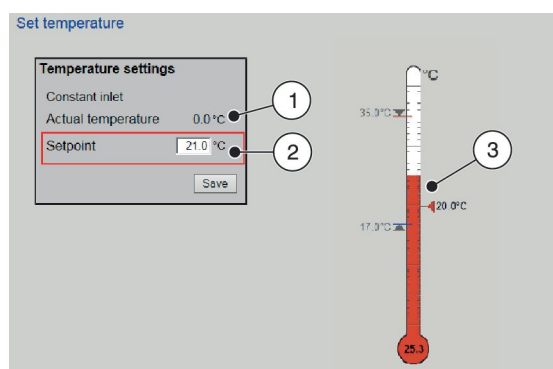 Set temperature
Temperature settings
Constant inlet
Actual temperature 0.0 °C
Setpoint 21.0 °C
Save
1
2
3
°C
35.0°C
20.0°C
17.0°C
25.3